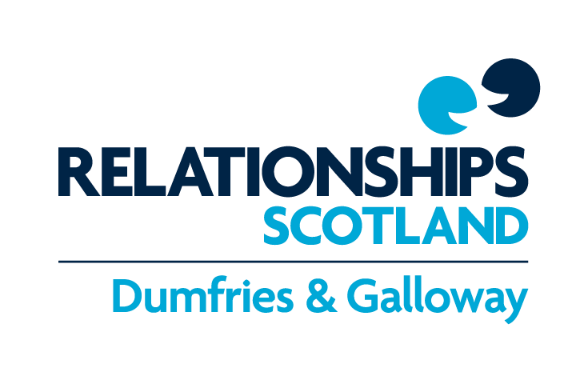 RELATIONSHIPS
SCOTLAND
Dumfries & Galloway